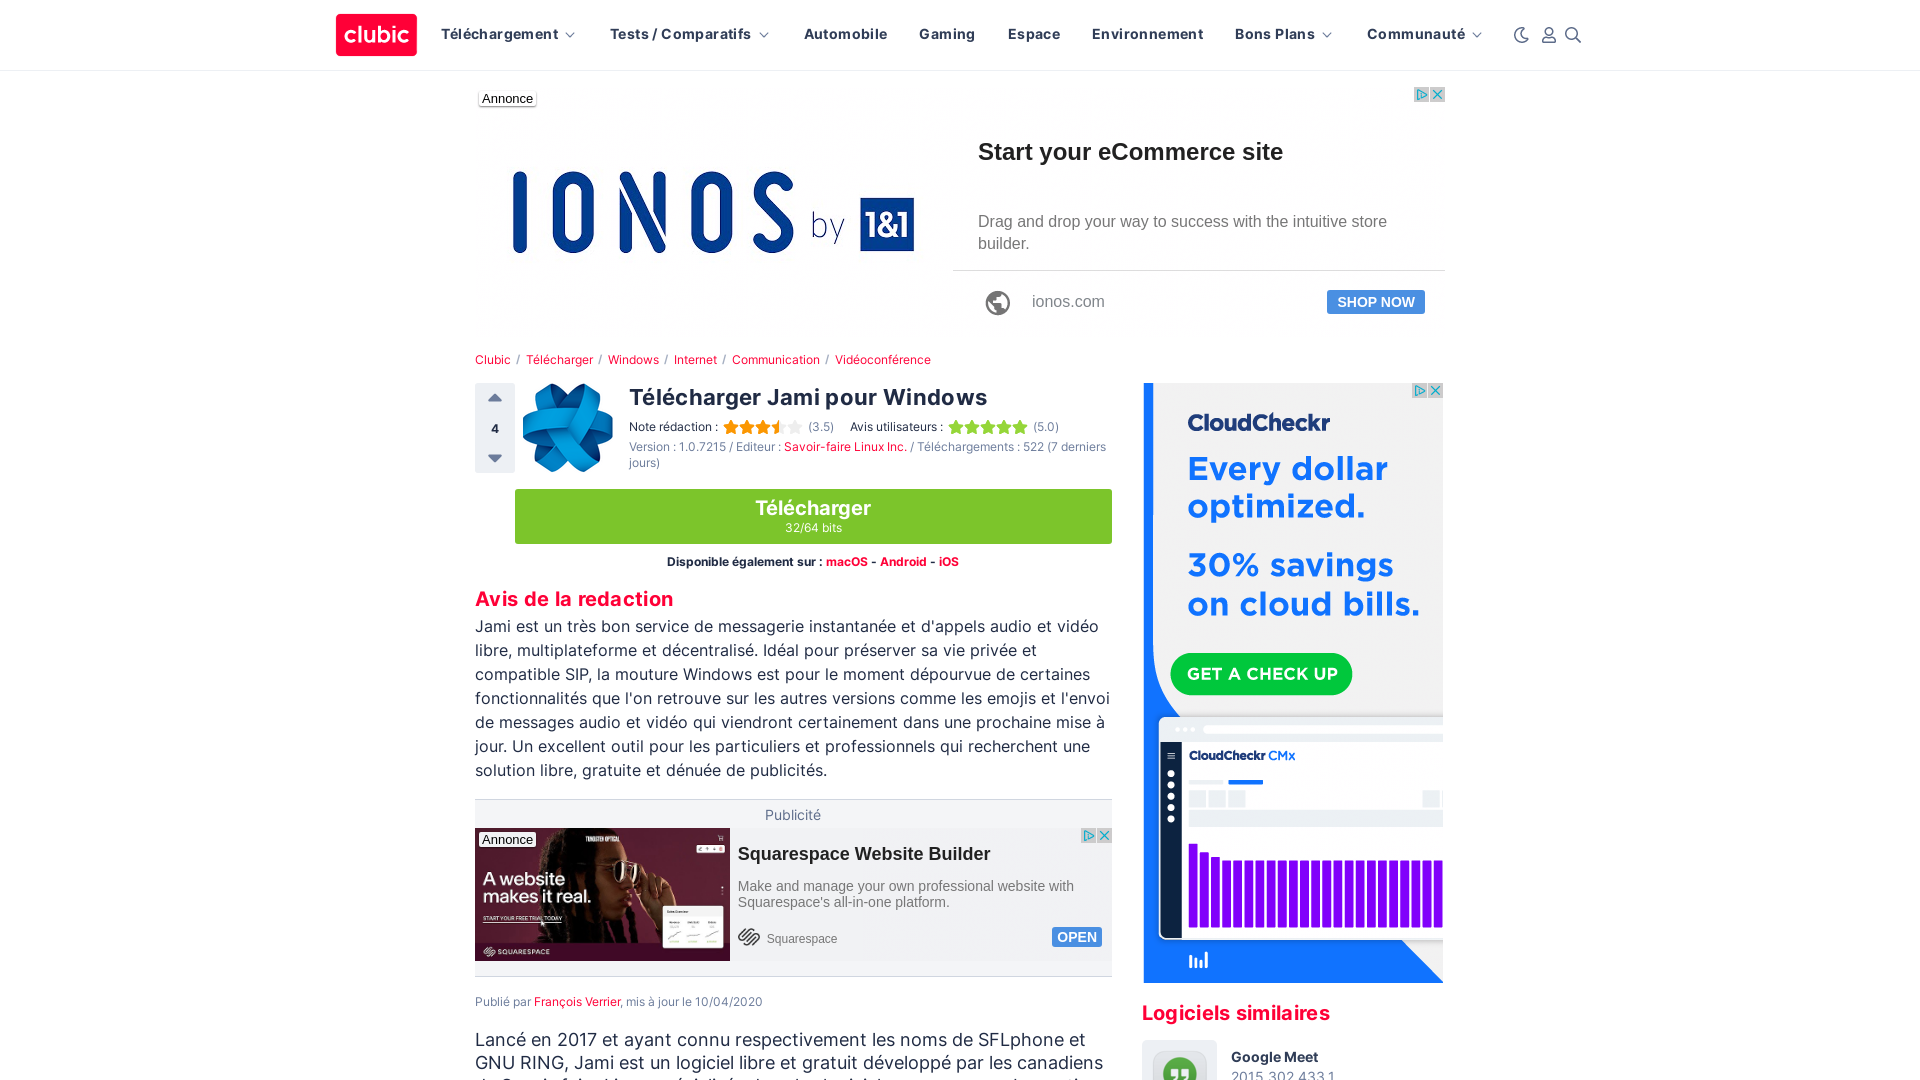 clubic
Téléchargement
Tests / Comparatifs
Automobile
Gaming
Espace
Environnement
Bons Plans
Communauté
Annonce
IONOS by 1&1
Start your eCommerce site
Drag and drop your way to success with the intuitive store
builder.
ionos.com
SHOP NOW
Clubic / Télécharger / Windows / Internet / Communication / Vidéoconférence
4
Télécharger Jami pour Windows
Note rédaction : (3.5) Avis utilisateurs : (5.0)
Version : 1.0.7215 / Editeur : Savoir-faire Linux Inc. / Téléchargements : 522 (7 derniers
jours)
Télécharger
32/64 bits
Disponible également sur : macOS - Android - iOS
Avis de la redaction
Jami est un très bon service de messagerie instantanée et d'appels audio et vidéo
libre, multiplateforme et décentralisé. Idéal pour préserver sa vie privée et
compatible SIP, la mouture Windows est pour le moment dépourvue de certaines
fonctionnalités que l'on retrouve sur les autres versions comme les emojis et l'envoi
de messages audio et vidéo qui viendront certainement dans une prochaine mise à
jour. Un excellent outil pour les particuliers et professionnels qui recherchent une
solution libre, gratuite et dénuée de publicités.
Publicité
Annonce
A website
makes it real.
START YOUR FREE TRIAL TODAY
SQUARESPACE
Squarespace Website Builder
Make and manage your own professional website with
Squarespace's all-in-one platform.
Squarespace
OPEN
Publié par François Verrier, mis à jour le 10/04/2020
Lancé en 2017 et ayant connu respectivement les noms de SFLphone et
GNU RING, Jami est un logiciel libre et gratuit développé par les canadiens
CloudCheckr
Every dollar
optimized.
30% savings
on cloud bills.
GET A CHECK UP
CloudCheckr CMx
Logiciels similaires
Google Meet
2015.302.433.1